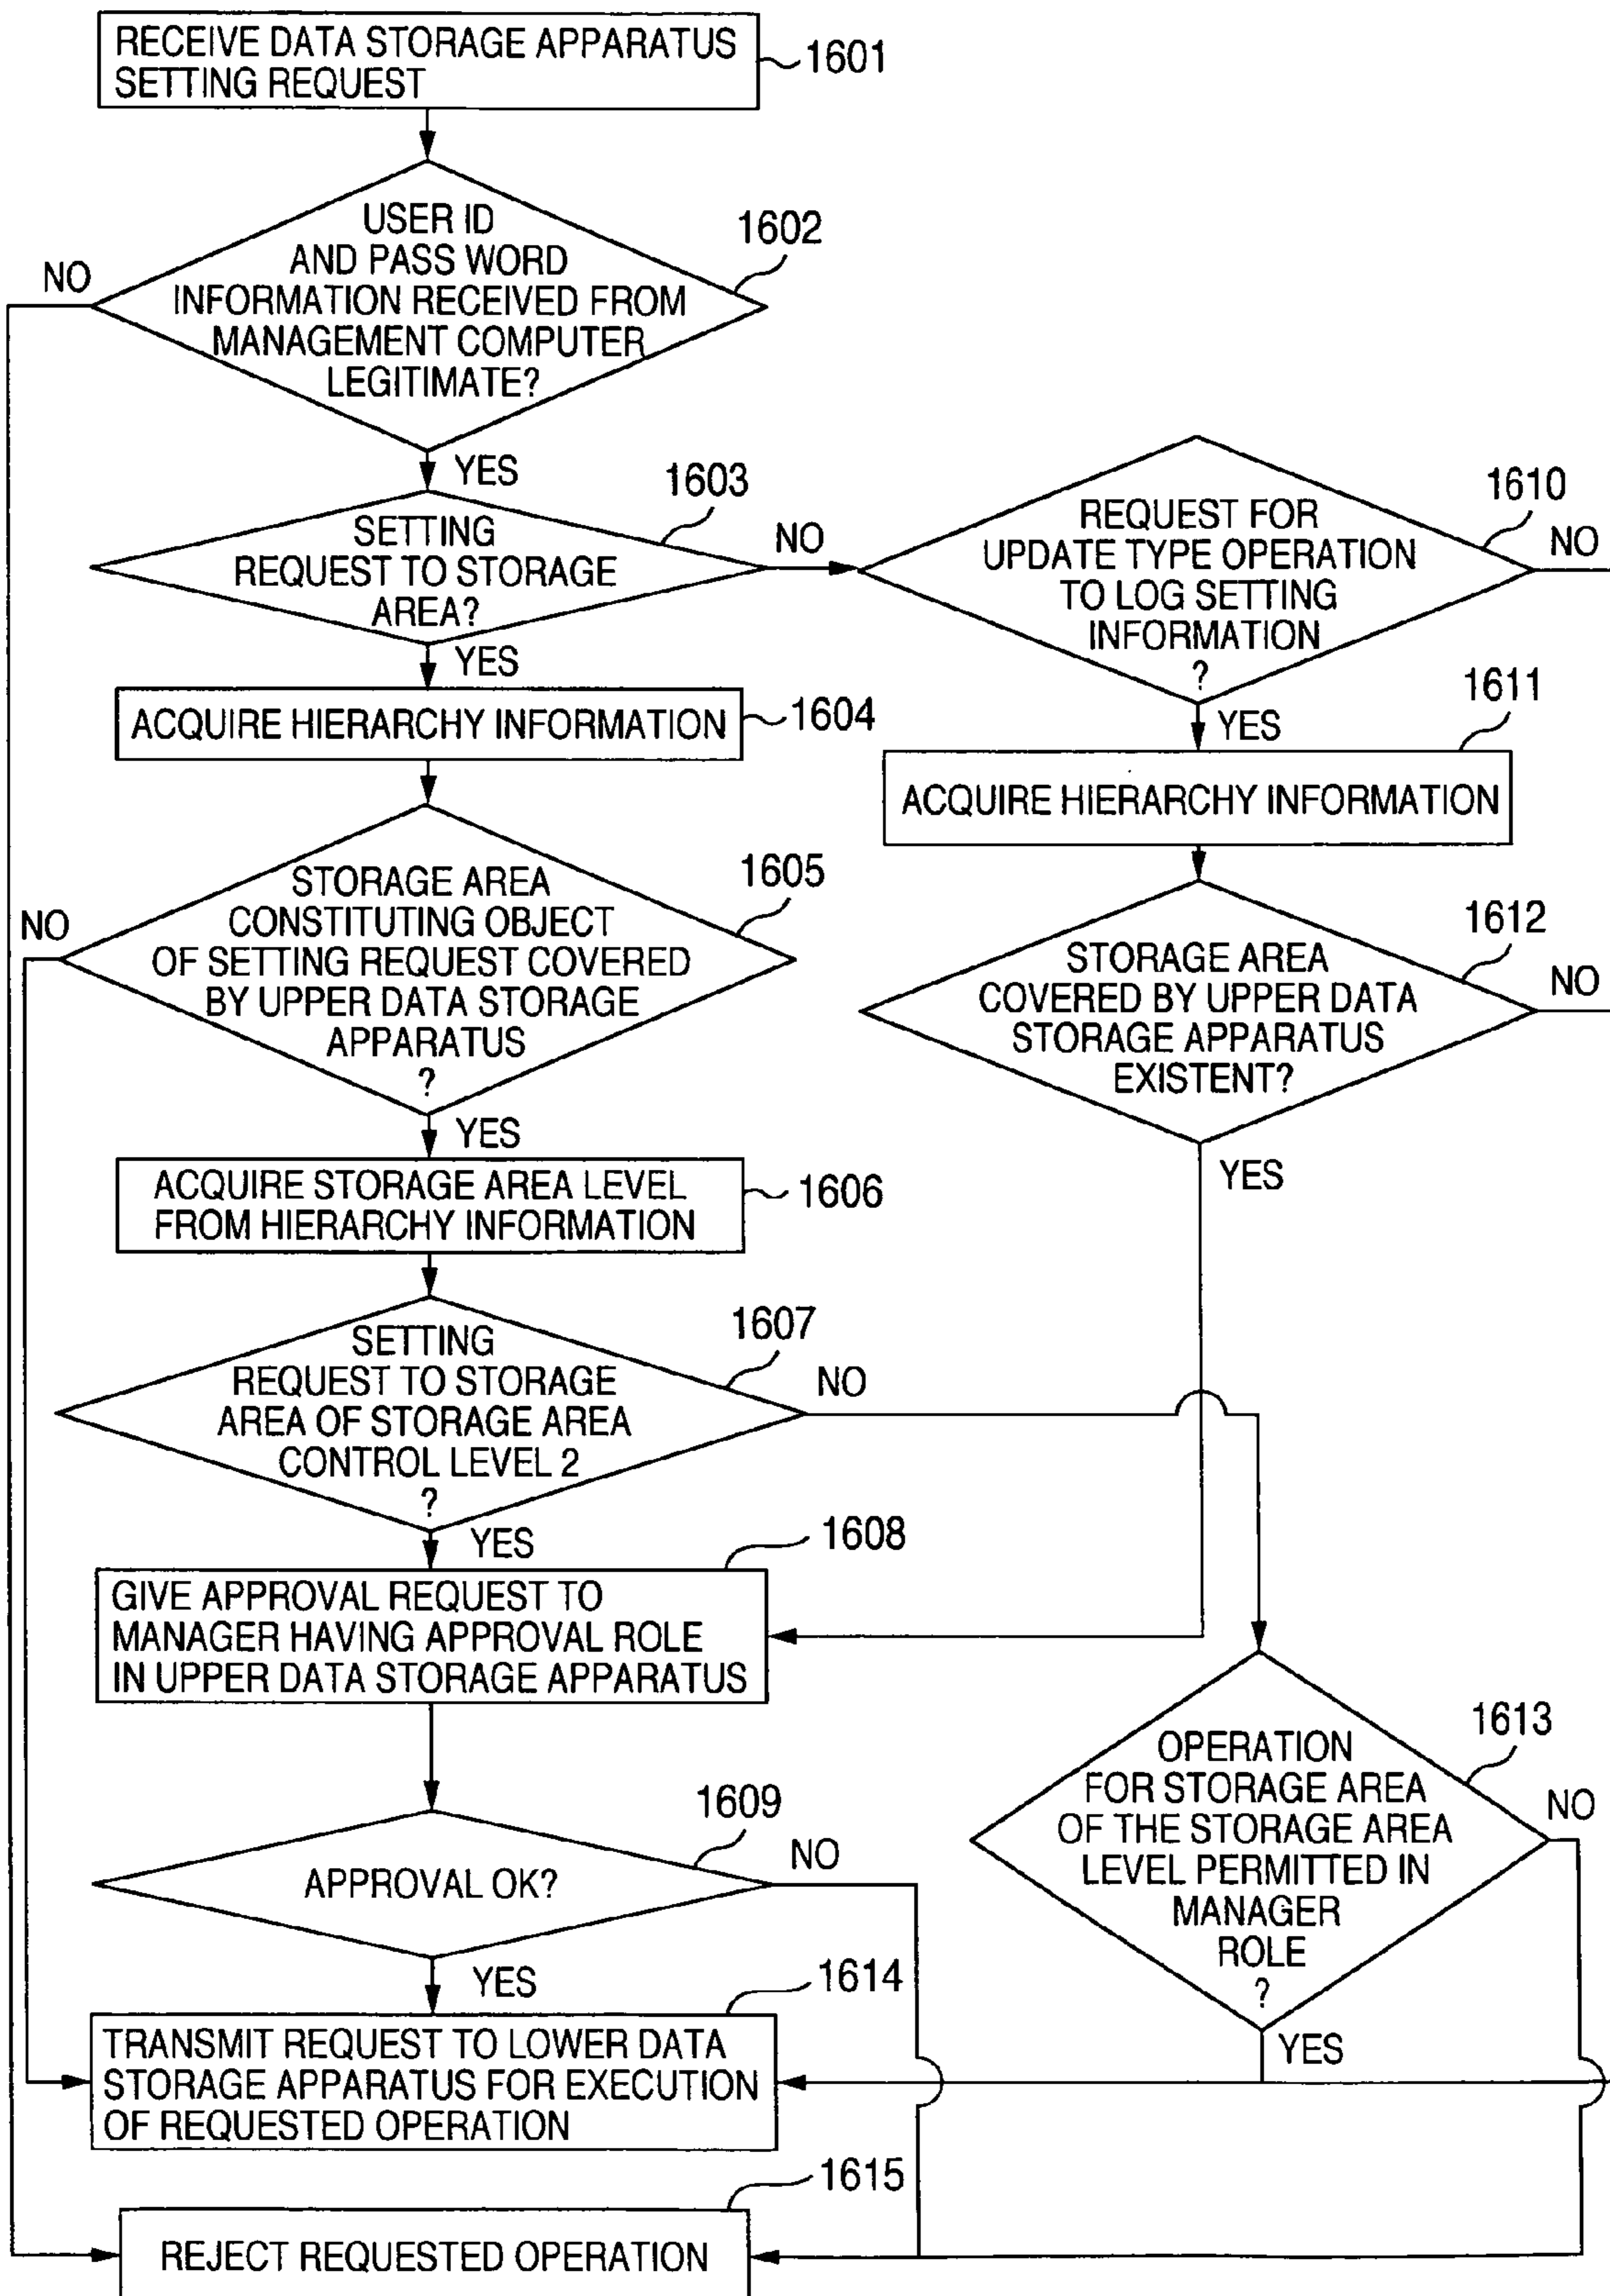 RECEIVE DATA STORAGE APPARATUS
SETTING REQUEST
1601
USER ID
AND PASS WORD
INFORMATION RECEIVED FROM
MANAGEMENT COMPUTER
LEGITIMATE?
1602
NO
YES
SETTING
REQUEST TO STORAGE
AREA?
1603
NO
YES
REQUEST FOR
UPDATE TYPE OPERATION
TO LOG SETTING
INFORMATION
?
1610
NO
YES
ACQUIRE HIERARCHY INFORMATION
1604
ACQUIRE HIERARCHY INFORMATION
1611
STORAGE AREA
CONSTITUTING OBJECT
OF SETTING REQUEST COVERED
BY UPPER DATA STORAGE
APPARATUS
?
1605
NO
YES
STORAGE AREA
COVERED BY UPPER DATA
STORAGE APPARATUS
EXISTENT?
1612
NO
YES
ACQUIRE STORAGE AREA LEVEL
FROM HIERARCHY INFORMATION
1606
SETTING
REQUEST TO STORAGE
AREA OF STORAGE AREA
CONTROL LEVEL 2
?
1607
NO
YES
GIVE APPROVAL REQUEST TO
MANAGER HAVING APPROVAL ROLE
IN UPPER DATA STORAGE APPARATUS
1608
OPERATION
FOR STORAGE AREA
OF THE STORAGE AREA
LEVEL PERMITTED IN
MANAGER
ROLE
?
1613
NO
YES
APPROVAL OK?
1609
NO
YES
TRANSMIT REQUEST TO LOWER DATA
STORAGE APPARATUS FOR EXECUTION
OF REQUESTED OPERATION
1614
REJECT REQUESTED OPERATION
1615